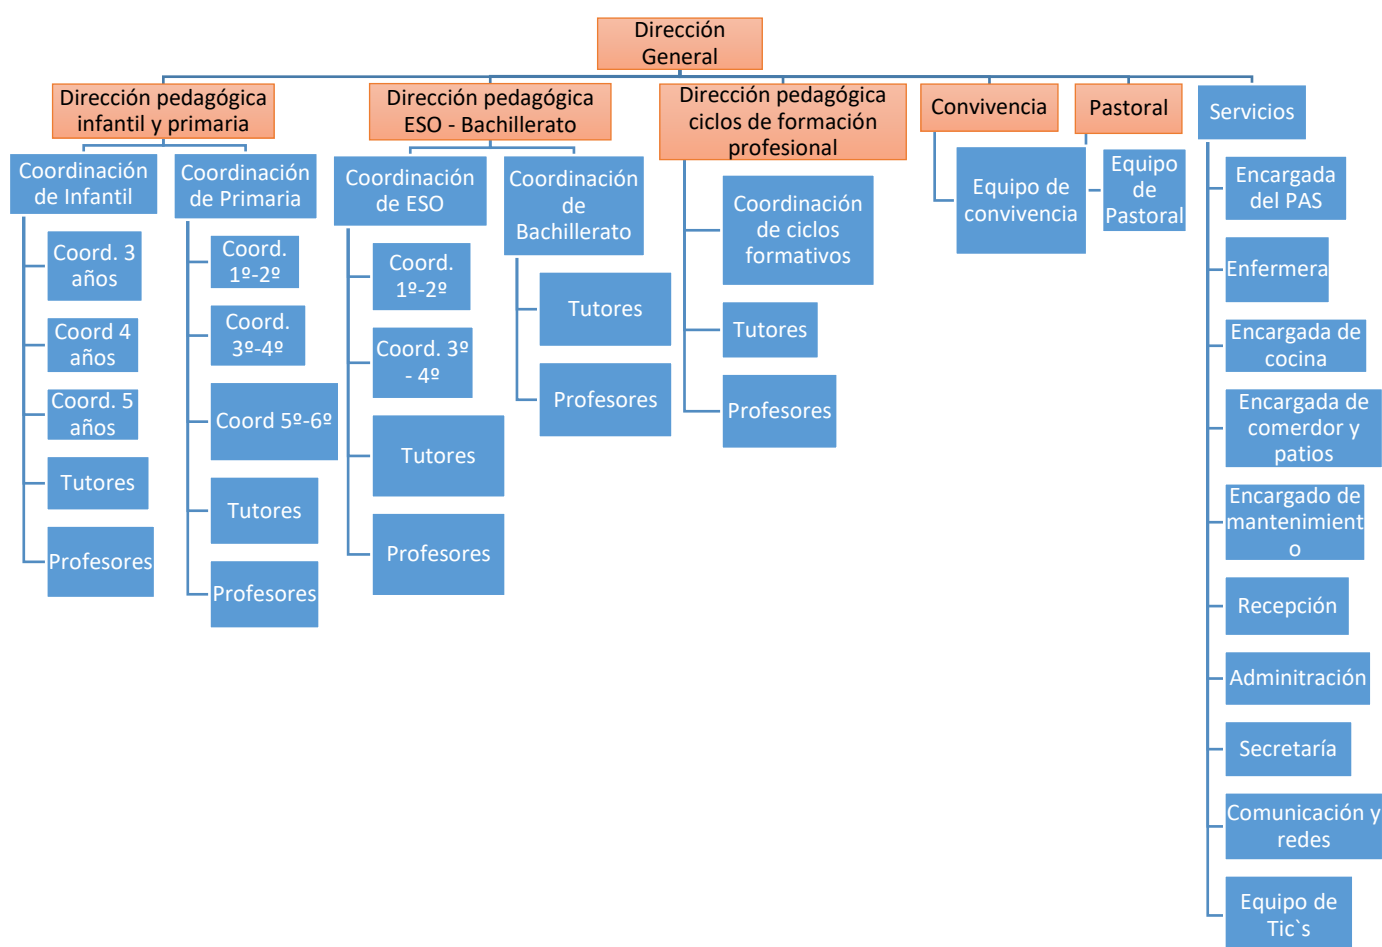 Dirección
General
Dirección pedagógica
infantil y primaria
Dirección pedagógica
ESO - Bachillerato
Dirección pedagógica
ciclos de formación
profesional
Convivencia
Pastoral
Servicios
Coordinación
de Infantil
Coord. 3
años
Coord 4
años
Coord. 5
años
Tutores
Profesores
Coordinación
de Primaria
Coord.
1º-2º
Coord.
3º-4º
Coord 5º-6º
Tutores
Profesores
Coordinación
de ESO
Coord.
1º-2º
Coord. 3º
- 4º
Tutores
Profesores
Coordinación
de
Bachillerato
Tutores
Profesores
Coordinación
de ciclos
formativos
Tutores
Profesores
Equipo de
convivencia
Equipo
de
Pastoral
Encargada
del PAS
Enfermera
Encargada de
cocina
Encargada de
comerdor y
patios
Encargado de
mantenimient
o
Recepción
Adminitración
Secretaría
Comunicación y
redes
Equipo de
Tic`s